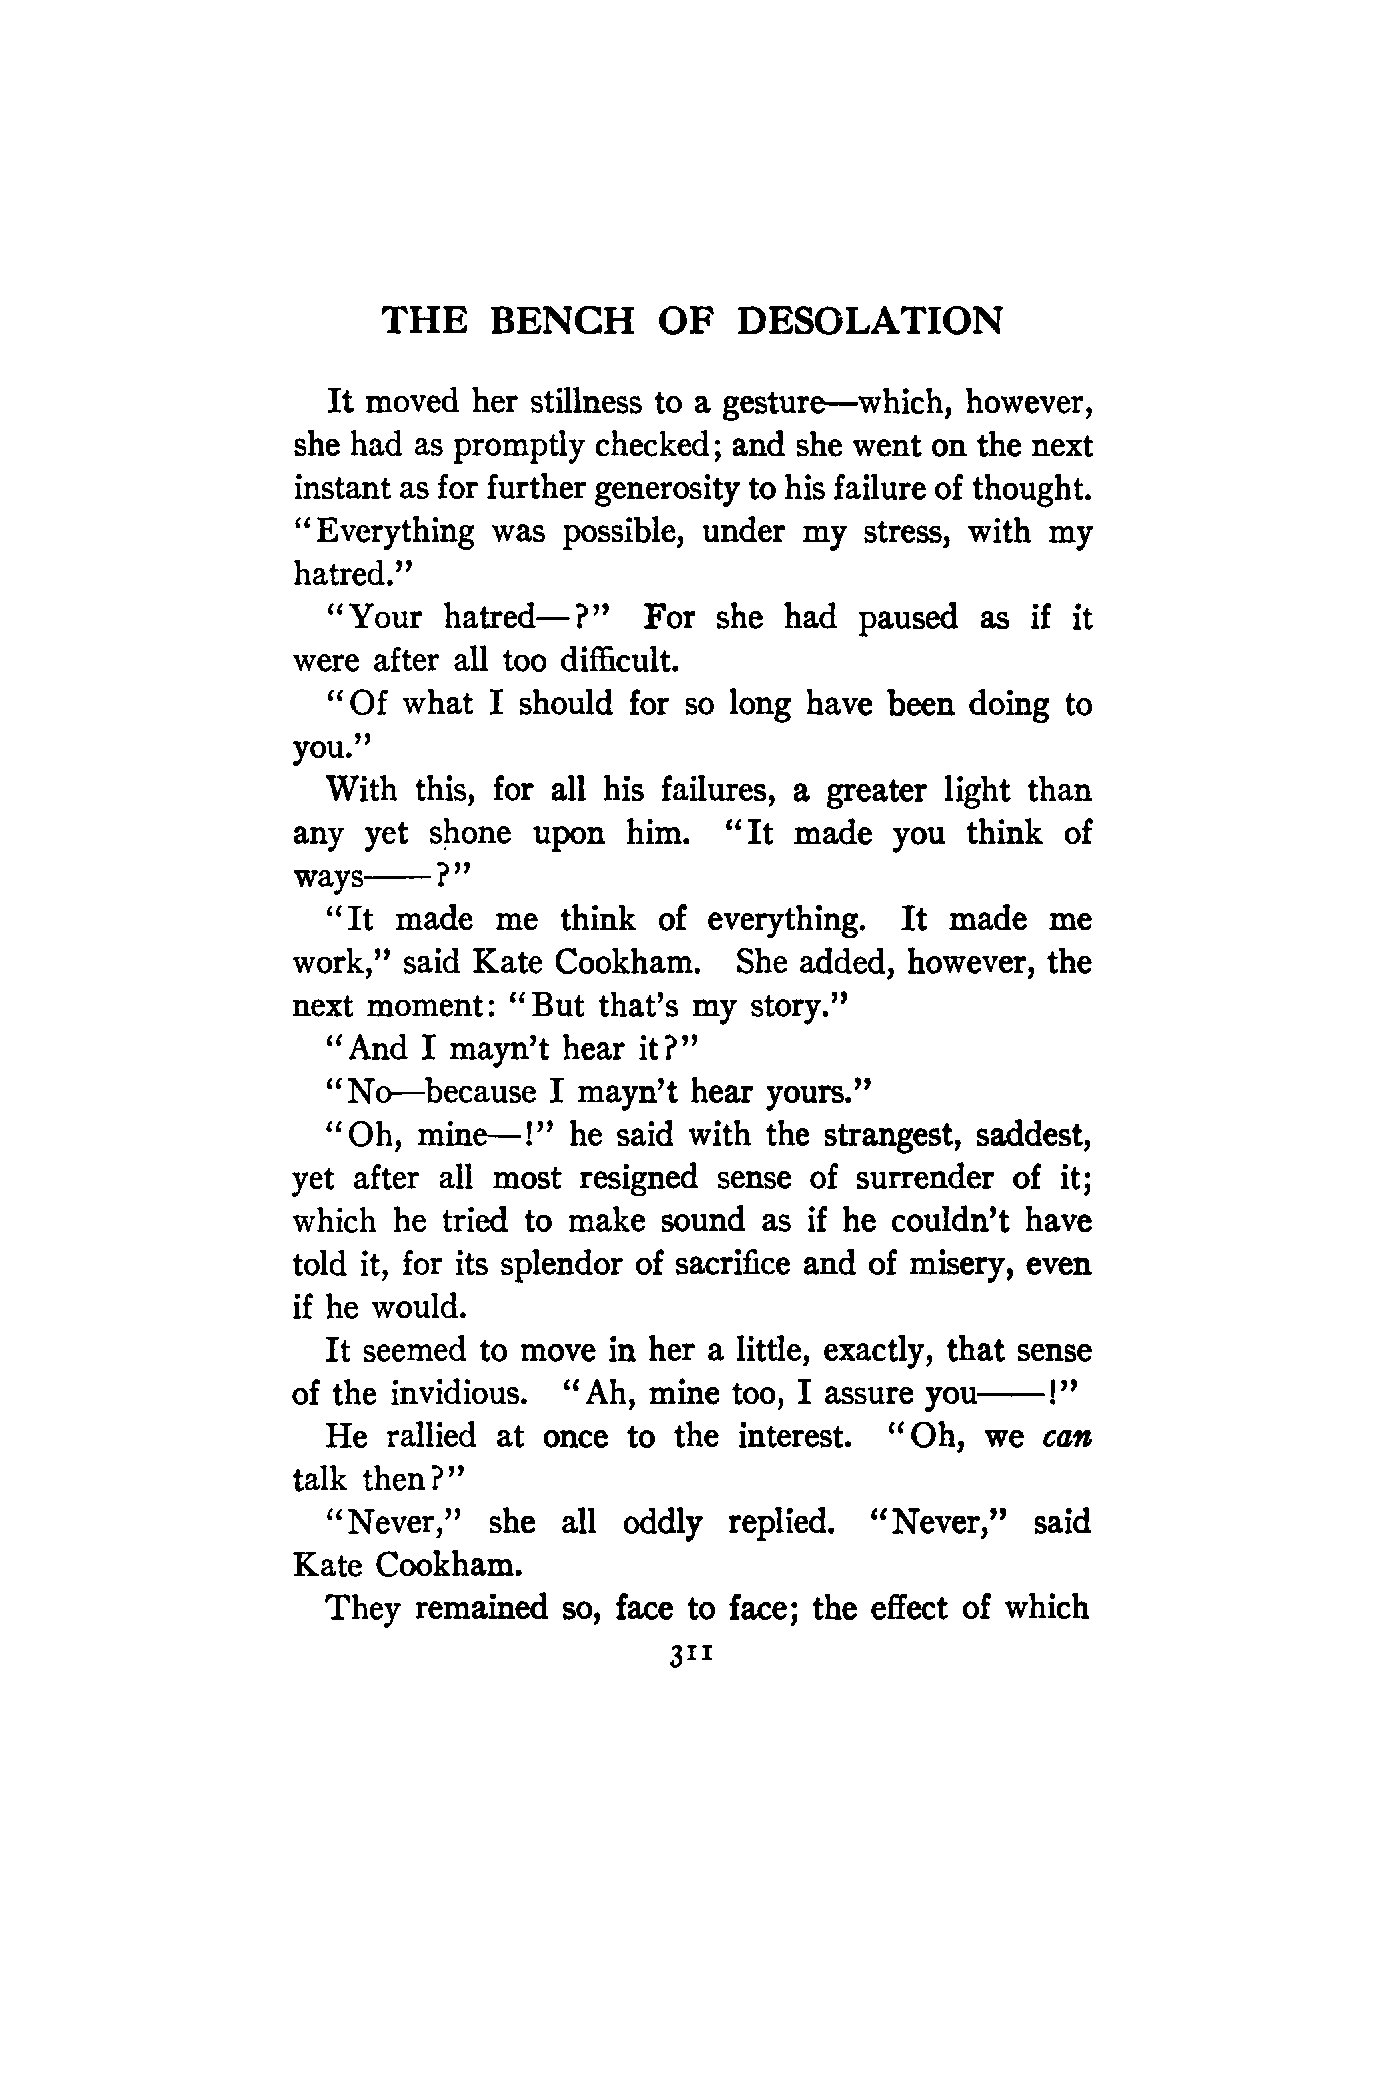 THE BENCH OF DESOLATION
It moved her stillness to a gesture—which, however,
she had as promptly checked; and she went on the next
instant as for further generosity to his failure of thought.
“Everything was possible, under my stress, with my
hatred.”
“Your hatred—?” For she had paused as if it
were after all too difficult.
“Of what I should for so long have been doing to
you.”
With this, for all his failures, a greater light than
any yet shone upon him. “It made you think of
ways——?”
“It made me think of everything. It made me
work,” said Kate Cookham. She added, however, the
next moment: “But that’s my story.”
“And I mayn’t hear it?”
“No—because I mayn’t hear yours.”
“Oh, mine—!” he said with the strangest, saddest,
yet after all most resigned sense of surrender of it;
which he tried to make sound as if he couldn’t have
told it, for its splendor of sacrifice and of misery, even
if he would.
It seemed to move in her a little, exactly, that sense
of the invidious. “Ah, mine too, I assure you——!”
He rallied at once to the interest. “Oh, we can
talk then?”
“Never,” she all oddly replied. “Never,” said
Kate Cookham.
They remained so, face to face; the effect of which
311